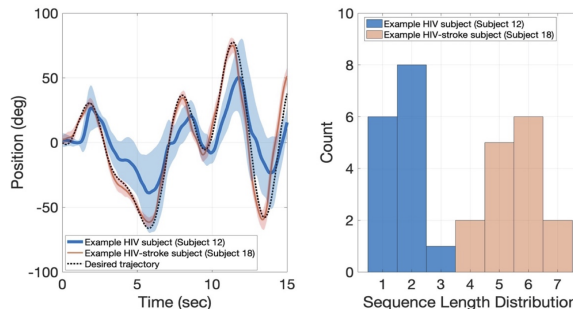 100
50
0
-50
-100
Position (deg)
Example HIV subject (Subject 12)
Example HIV-stroke subject (Subject 18)
Desired trajectory
0 5 10 15
Time (sec)
10
8
6
4
2
0
Count
Example HIV subject (Subject 12)
Example HIV-stroke subject (Subject 18)
1 2 3 4 5 6 7
Sequence Length Distribution